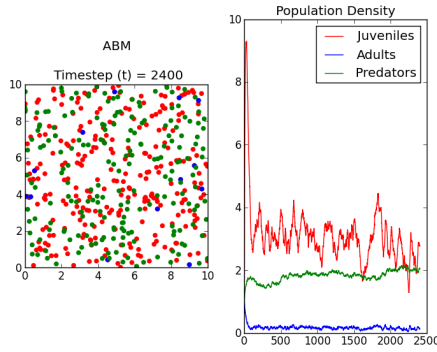 ABM
Timestep (t) = 2400
10
8
6
4
2
0
0 2 4 6 8 10
Population Density
10
8
6
4
2
0
Juveniles
Adults
Predators
0 500 1000 1500 2000 2500